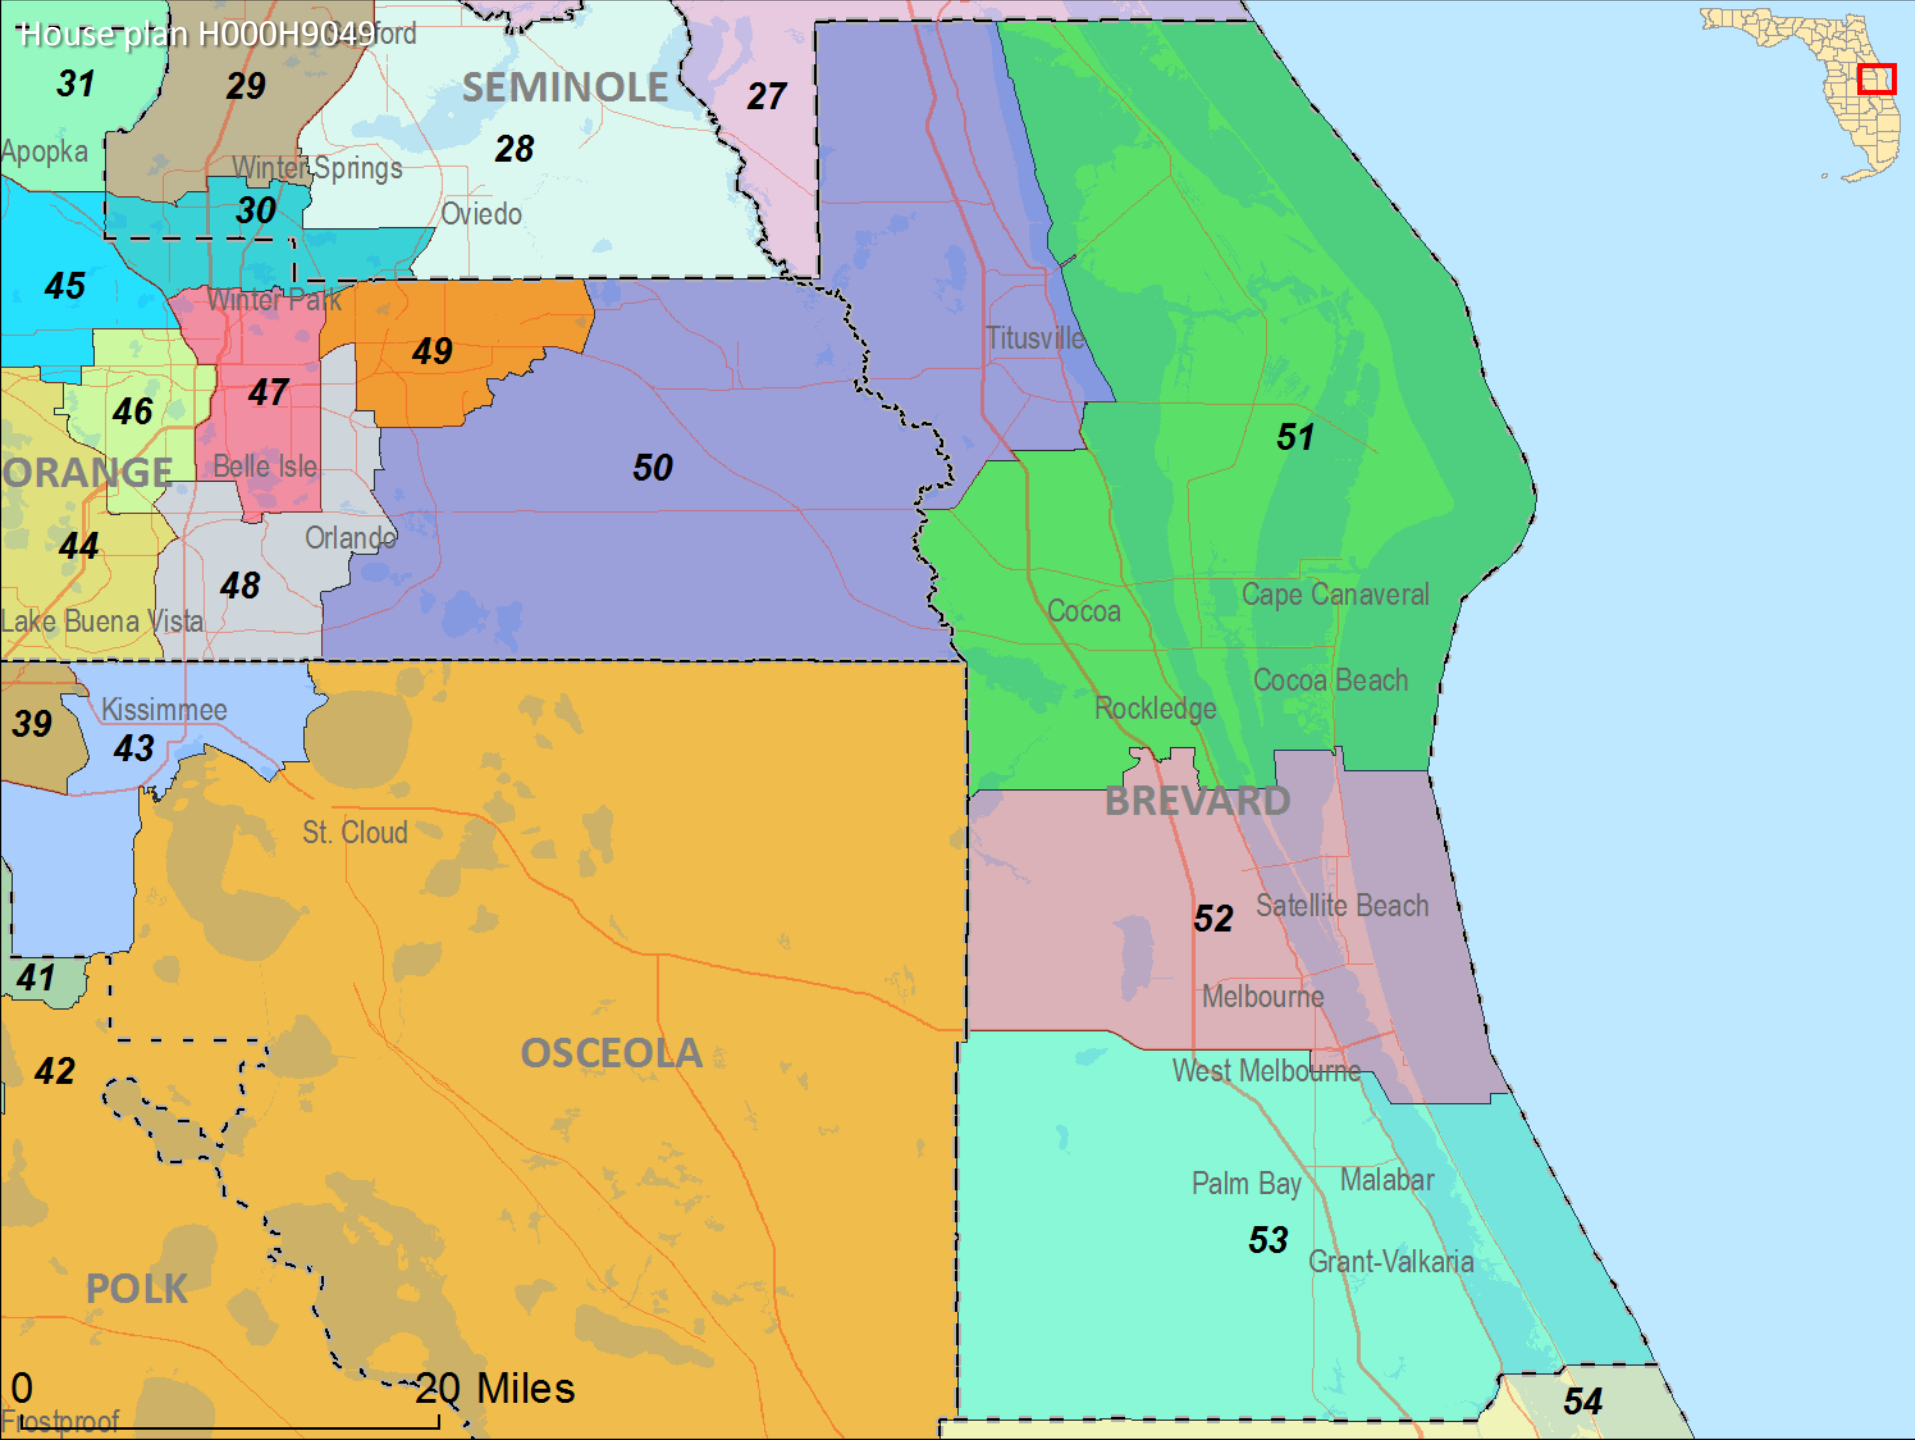 House plan H000H9049
Sanford
31
29
SEMINOLE
27
Apopka
28
Winter Springs
30
Oviedo
45
Winter Park
Titusville
49
47
46
51
ORANGE
Belle Isle
50
Orlando
44
48
Cape Canaveral
Cocoa
Lake Buena Vista
Cocoa Beach
Kissimmee
Rockledge
39
43
BREVARD
St. Cloud
52
Satellite Beach
41
Melbourne
OSCEOLA
42
West Melbourne
Palm Bay
Malabar
53
Grant-Valkaria
POLK
0
20 Miles
54
Frostproof